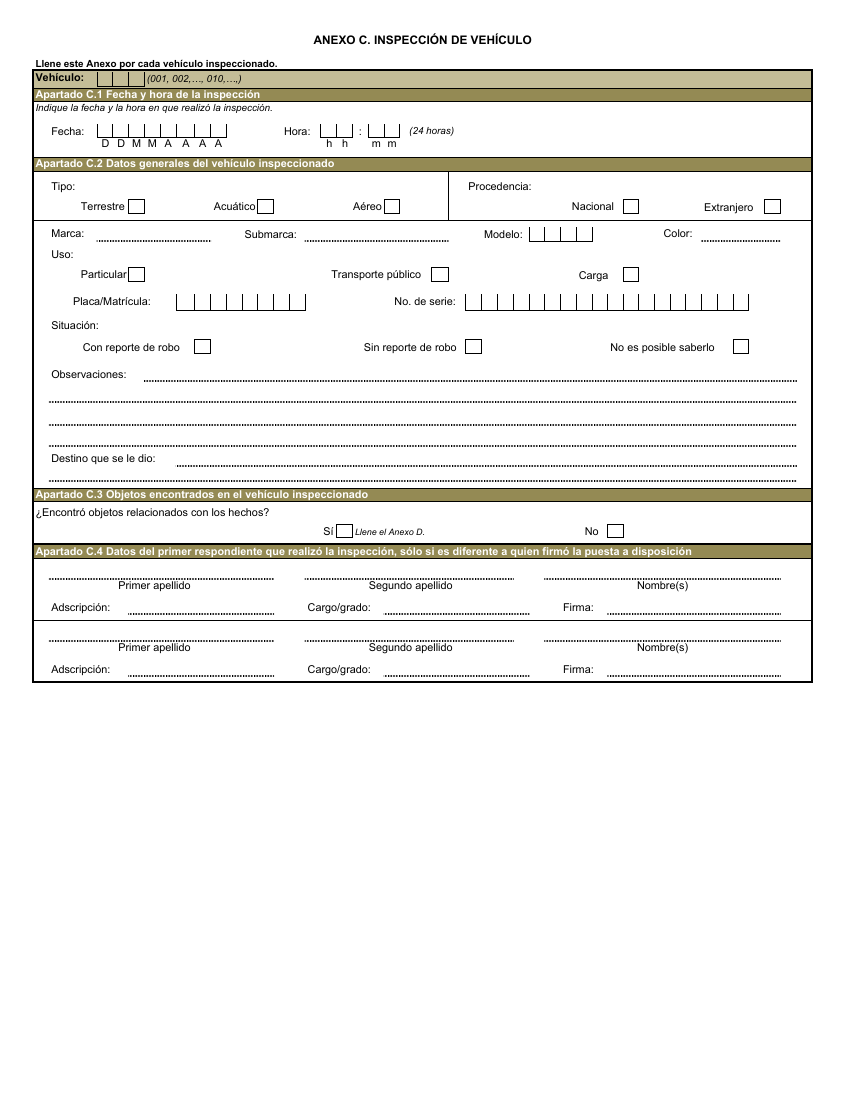 ANEXO C. INSPECCIÓN DE VEHÍCULO
Llene este Anexo por cada vehículo inspeccionado.
Vehículo: (001, 002,…, 010,…,)
Apartado C.1 Fecha y hora de la inspección
Indique la fecha y la hora en que realizó la inspección.
Fecha: Hora: : (24 horas)
D D M M A A A A h h m m
Apartado C.2 Datos generales del vehículo inspeccionado
Tipo: Procedencia:
Terrestre Acuático Aéreo Nacional Extranjero
Marca: Submarca: Modelo: Color:
Uso:
Particular Transporte público Carga
Placa/Matrícula: No. de serie:
Situación:
Con reporte de robo Sin reporte de robo No es posible saberlo
Observaciones:
Destino que se le dio:
Apartado C.3 Objetos encontrados en el vehículo inspeccionado
¿Encontró objetos relacionados con los hechos?
Sí Llene el Anexo D. No
Apartado C.4 Datos del primer respondiente que realizó la inspección, sólo si es diferente a quien firmó la puesta a disposición
Primer apellido Segundo apellido Nombre(s)
Adscripción: Cargo/grado: Firma:
Primer apellido Segundo apellido Nombre(s)
Adscripción: Cargo/grado: Firma: